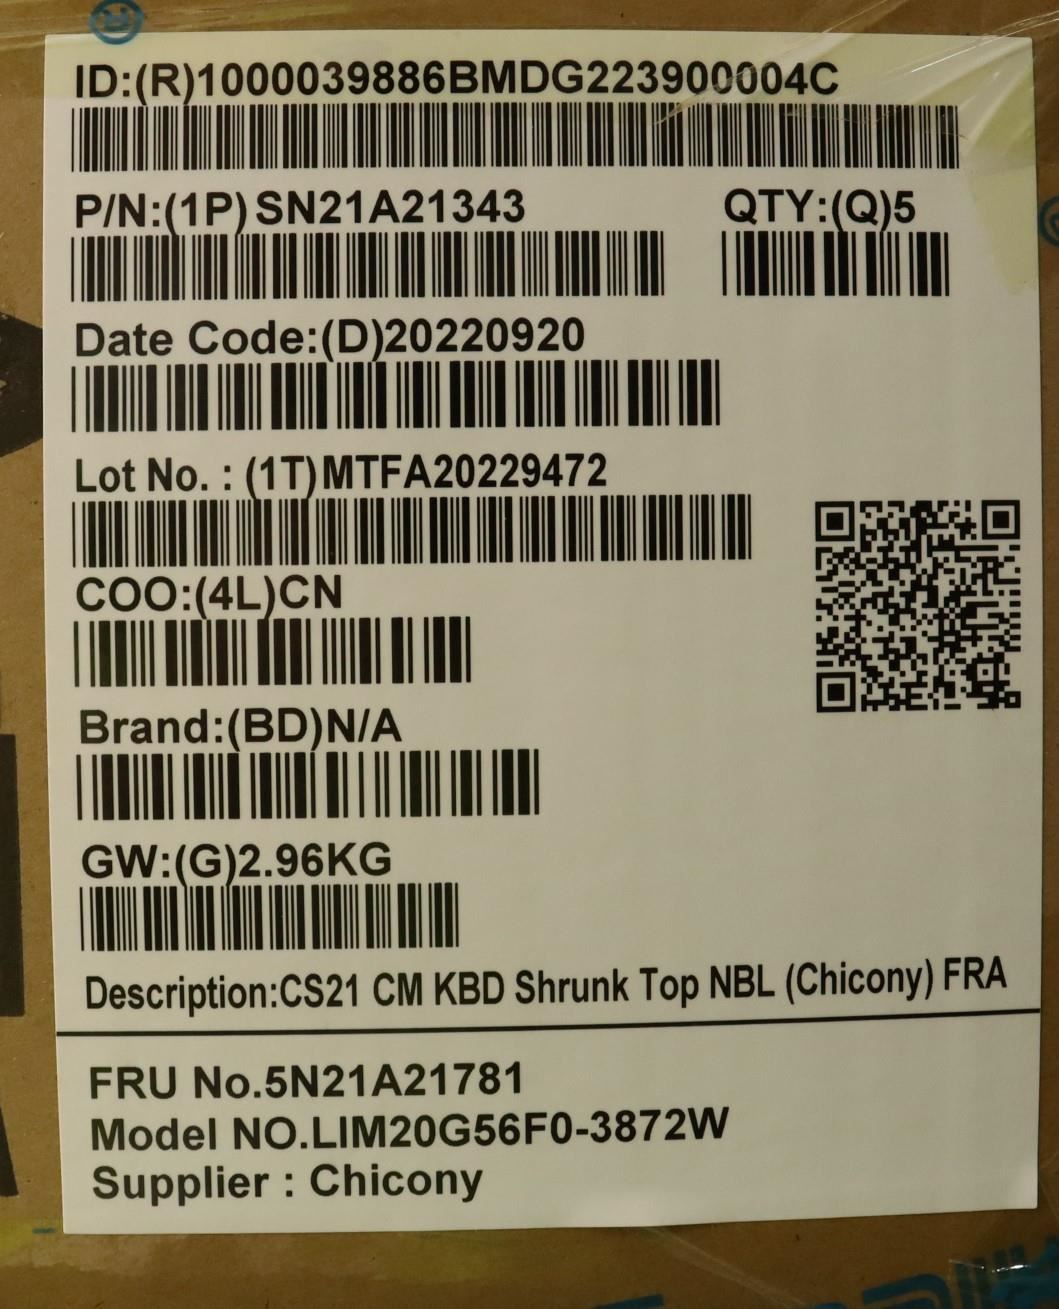 ID:(R)1000039886BMDG223900004C
P/N:(1P)SN21A21343
QTY:(Q)5
Date Code:(D)20220920
Lot No. : (1T)MTFA20229472
COO:(4L)CN
Brand:(BD)N/A
GW:(G)2.96KG
Description:CS21 CM KBD Shrunk Top NBL (Chicony) FRA
FRU No.5N21A21781
Model NO.LIM20G56F0-3872W
Supplier : Chicony